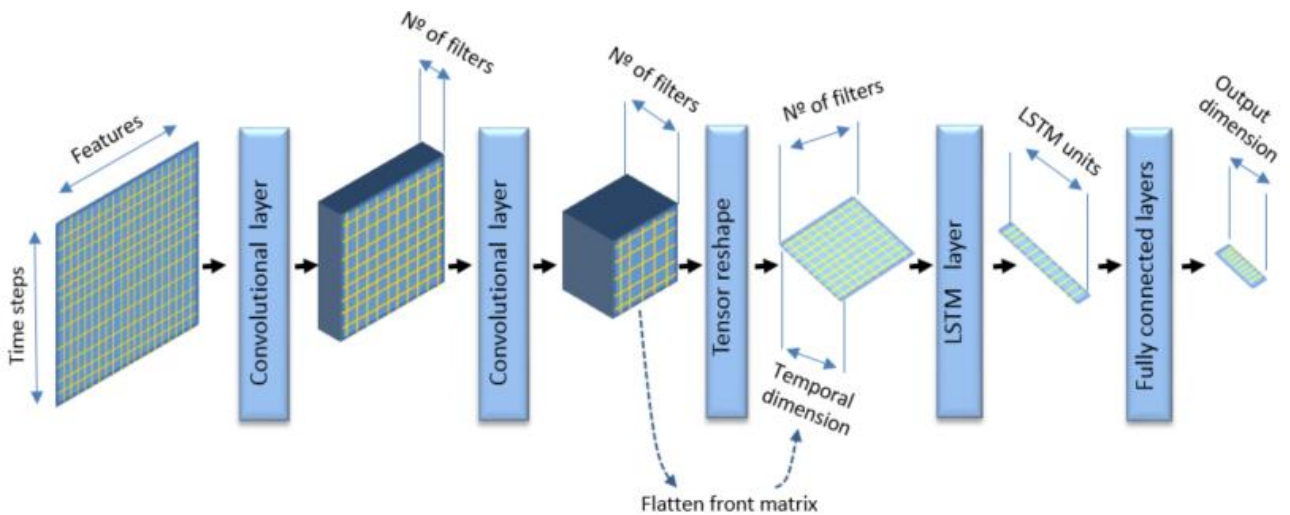 Features
Time steps
Convolutional layer
Nº of filters
Convolutional layer
Nº of filters
Tensor reshape
Nº of filters
Temporal
dimension
Flatten front matrix
LSTM layer
LSTM units
Fully connected layers
Output
dimension